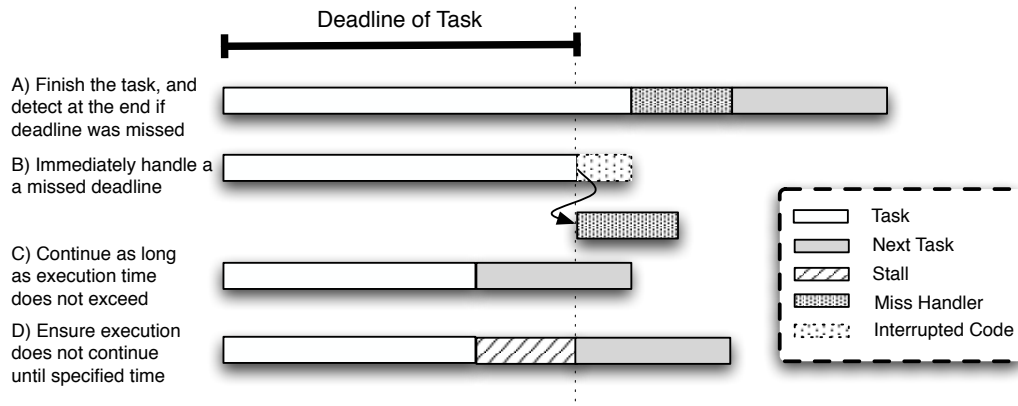 Deadline of Task
A) Finish the task, and
detect at the end if
deadline was missed
B) Immediately handle a
a missed deadline
C) Continue as long
as execution time
does not exceed
D) Ensure execution
does not continue
until specified time
Task
Next Task
Stall
Miss Handler
Interrupted Code